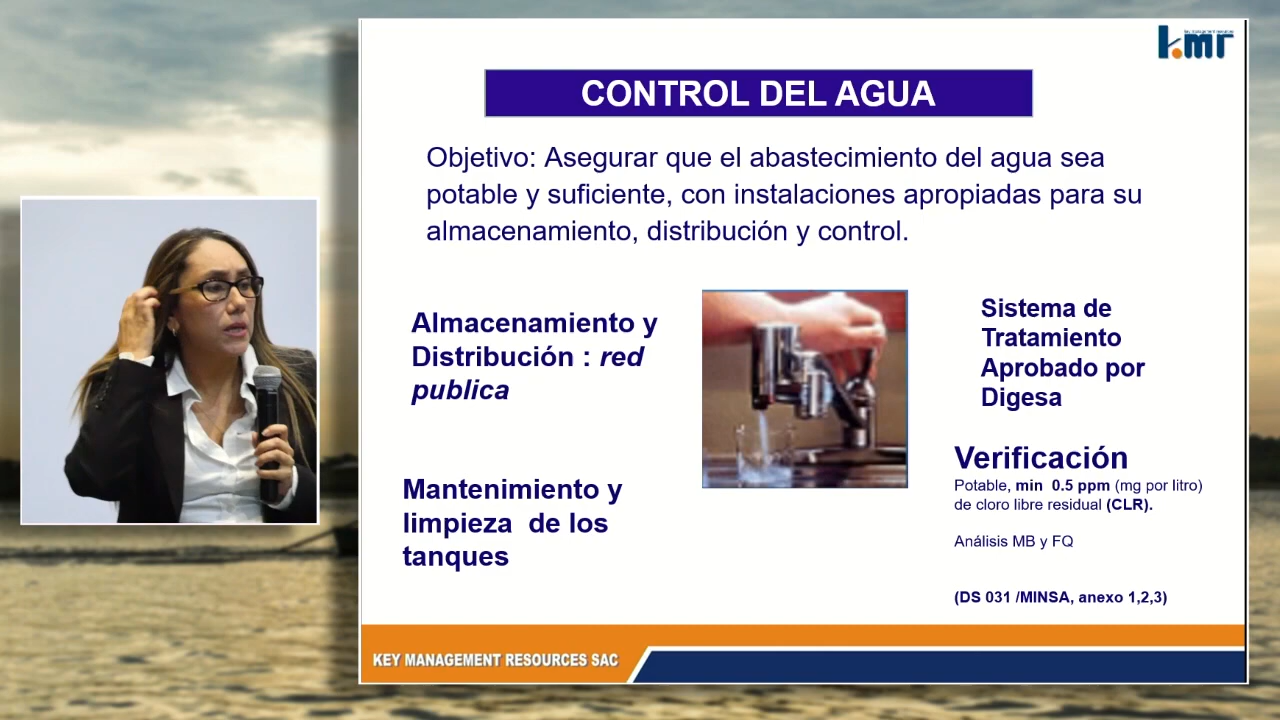 kmr
CONTROL DEL AGUA
Objetivo: Asegurar que el abastecimiento del agua sea
potable y suficiente, con instalaciones apropiadas para su
almacenamiento, distribución y control.
Almacenamiento y
Distribución : red
publica
Mantenimiento y
limpieza de los
tanques
Sistema de
Tratamiento
Aprobado por
Digesa
Verificación
Potable, min 0.5 ppm (mg por litro)
de cloro libre residual (CLR).
Análisis MB y FQ
(DS 031 /MINSA, anexo 1,2,3)
KEY MANAGEMENT RESOURCES SAC